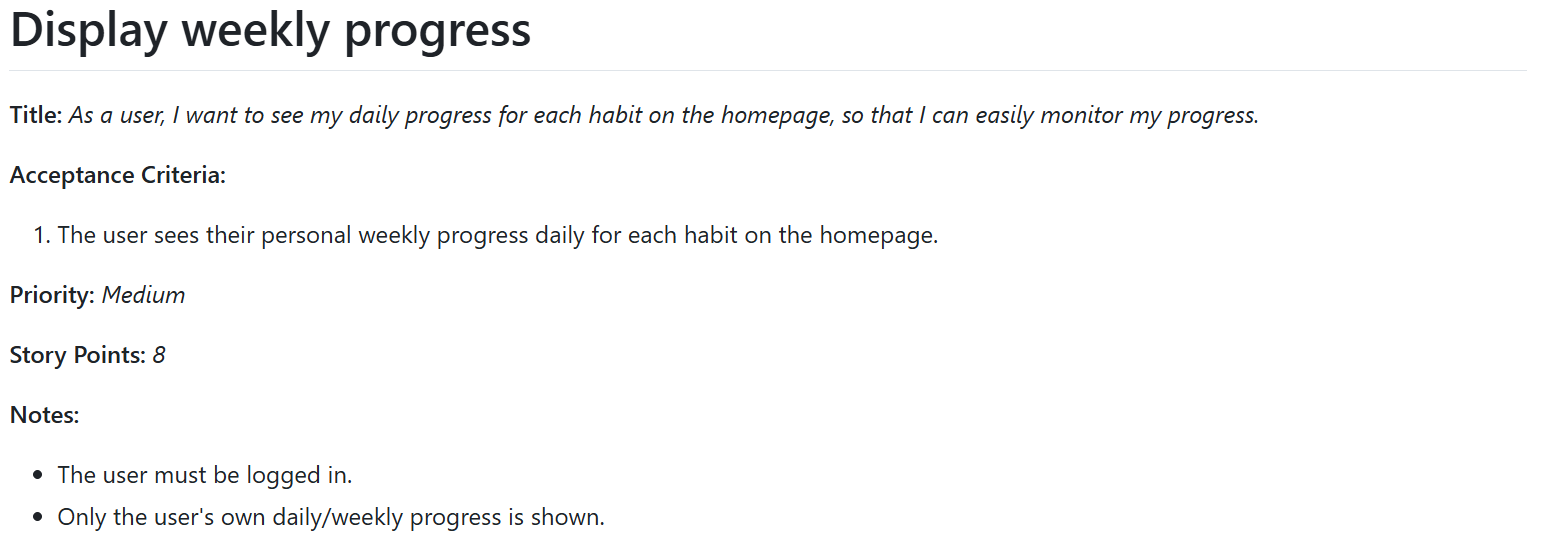 Display weekly progress
Title: As a user, I want to see my daily progress for each habit on the homepage, so that I can easily monitor my progress.
Acceptance Criteria:
1. The user sees their personal weekly progress daily for each habit on the homepage.
Priority: Medium
Story Points: 8
Notes:
• The user must be logged in.
• Only the user's own daily/weekly progress is shown.